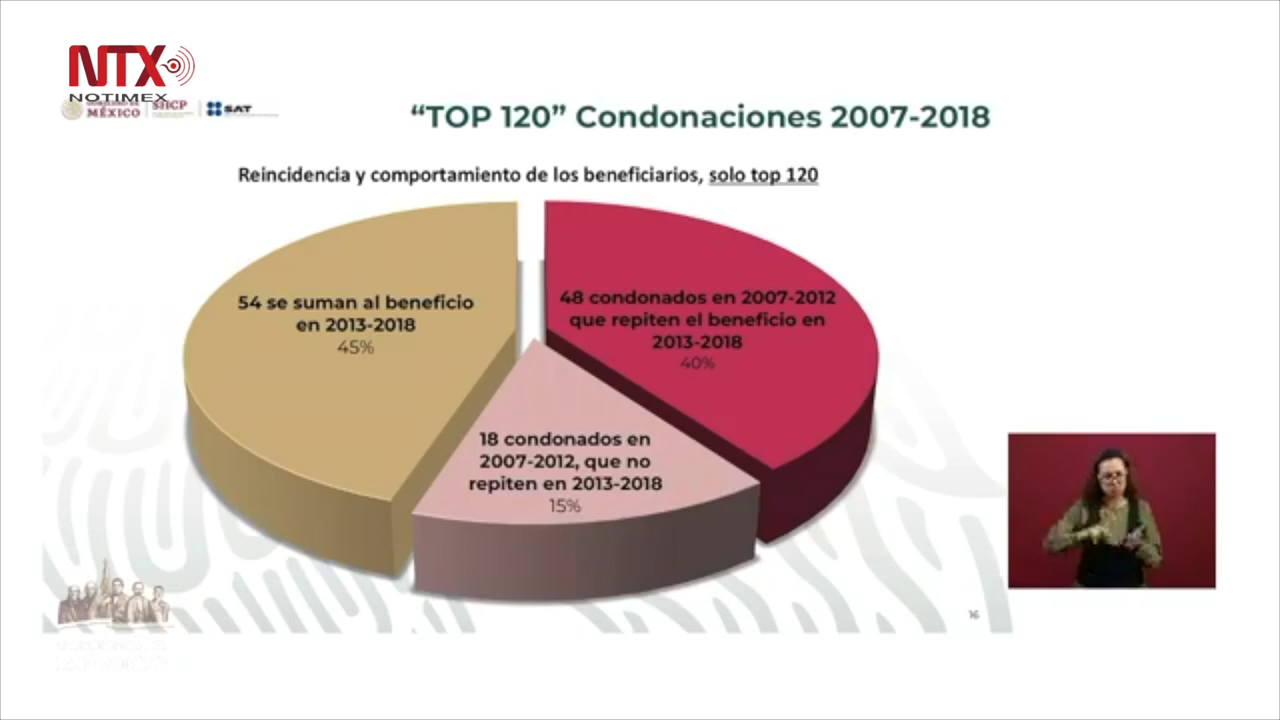 NTX
NOTIMEX
MÉXICO
SHCP
SAT
“TOP 120” Condonaciones 2007-2018
Reincidencia y comportamiento de los beneficiarios, solo top 120
54 se suman al beneficio
en 2013-2018
45%
48 condonados en 2007-2012
que repiten el beneficio en
2013-2018
40%
18 condonados en
2007-2012, que no
repiten en 2013-2018
15%
16